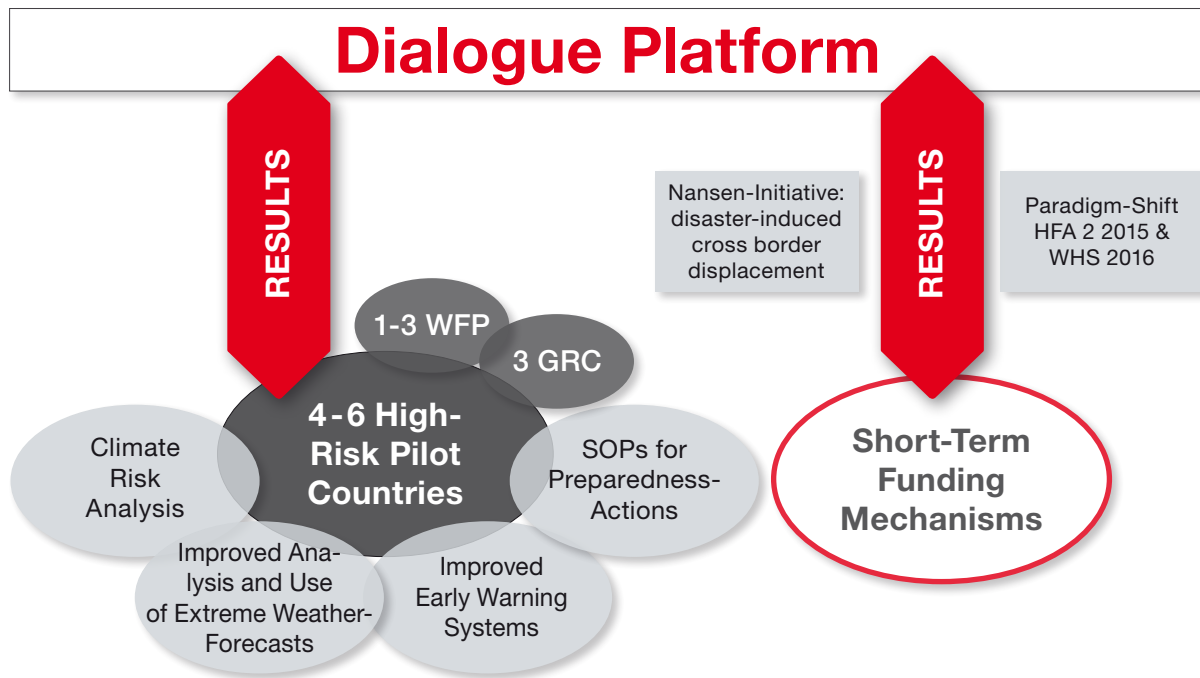 Dialogue Platform
RESULTS
RESULTS
Nansen-Initiative:
disaster-induced
cross border
displacement
Paradigm-Shift
HFA 2 2015 &
WHS 2016
1-3 WFP
3 GRC
4-6 High-
Risk Pilot
Countries
Climate
Risk
Analysis
Improved Ana-
lysis and Use
of Extreme Weather-
Forecasts
Improved
Early Warning
Systems
SOPs for
Preparedness-
Actions
Short-Term
Funding
Mechanisms